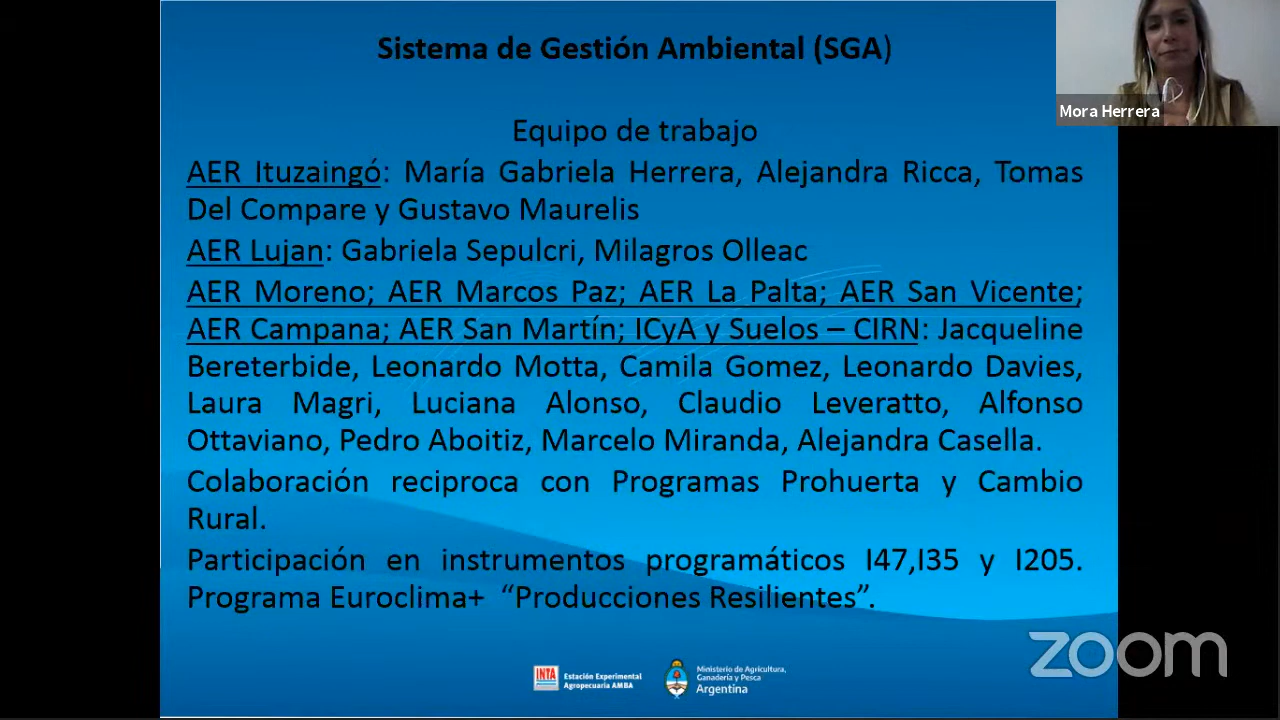 Sistema de Gestión Ambiental (SGA)
Mora Herrera
Equipo de trabajo
AER Ituzaingó: María Gabriela Herrera, Alejandra Ricca, Tomas
Del Compare y Gustavo Maurelis
AER Lujan: Gabriela Sepulcri, Milagros Olleac
AER Moreno; AER Marcos Paz; AER La Palta; AER San Vicente;
AER Campana; AER San Martín; ICyA y Suelos – CIRN: Jacqueline
Bereterbide, Leonardo Motta, Camila Gomez, Leonardo Davies,
Laura Magri, Luciana Alonso, Claudio Leveratto, Alfonso
Ottaviano, Pedro Aboitiz, Marcelo Miranda, Alejandra Casella.
Colaboración reciproca con Programas Prohuerta y Cambio
Rural.
Participación en instrumentos programáticos I47,I35 y I205.
Programa Euroclima+ “Producciones Resilientes”.
zoom
INTA
Estación Experimental
Agropecuaria AMBA
Ministerio de Agricultura,
Ganadería y Pesca
Argentina